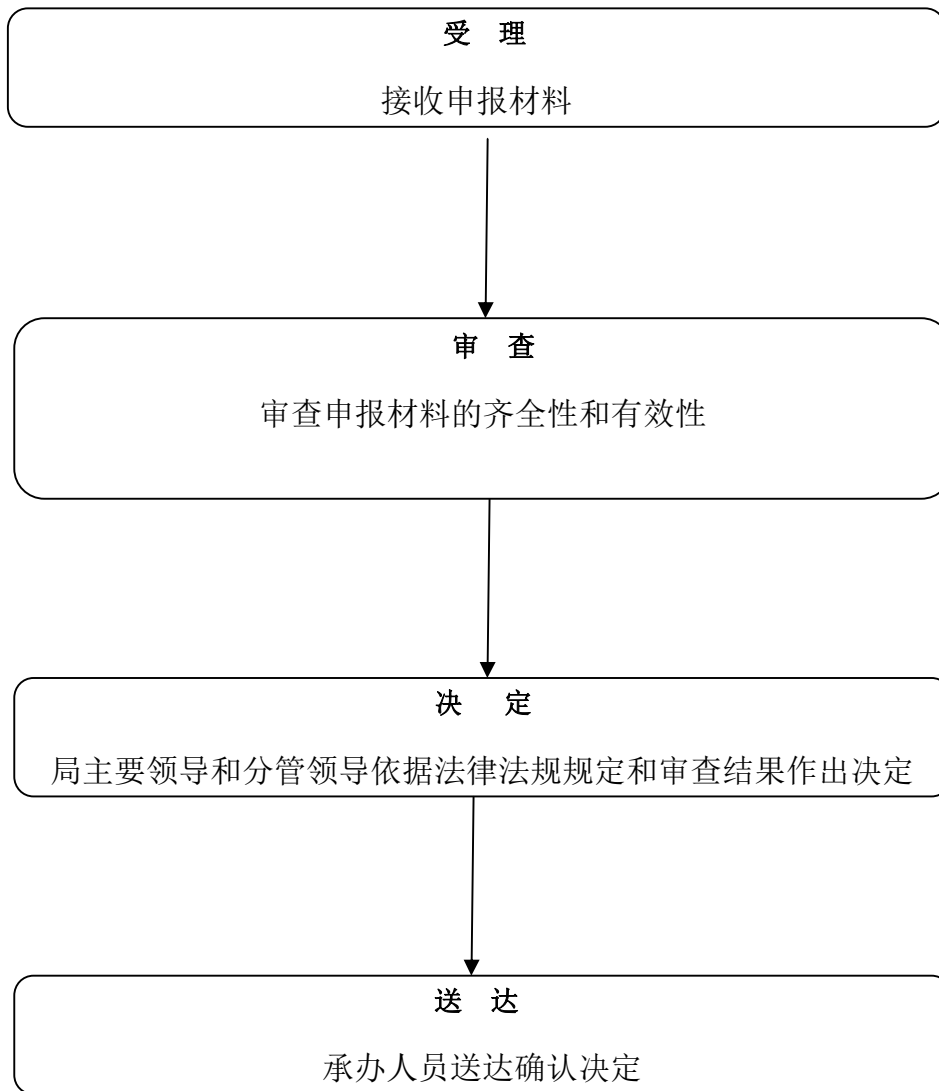 受 理
接收申报材料
审 查
审查申报材料的齐全性和有效性
决 定
局主要领导和分管领导依据法律法规规定和审查结果作出决定
送 达
承办人员送达确认决定